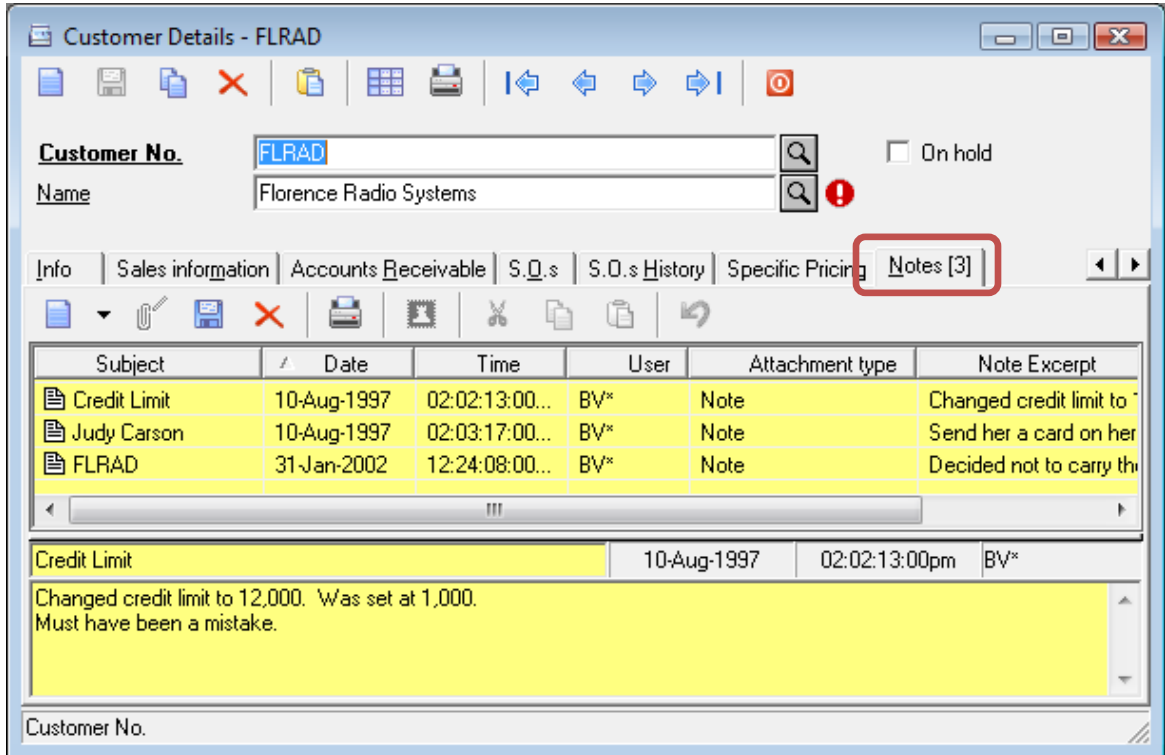 Customer Details - FLRAD
Customer No. FLRAD On hold
Name Florence Radio Systems
Info Sales information Accounts Receivable S.O.s S.O.s History Specific Pricing Notes [3]
Subject Date Time User Attachment type Note Excerpt
Credit Limit 10-Aug-1997 02:02:13:00... BV* Note Changed credit limit to
Judy Carson 10-Aug-1997 02:03:17:00... BV* Note Send her a card on her
FLRAD 31-Jan-2002 12:24:08:00... BV* Note Decided not to carry
Credit Limit 10-Aug-1997 02:02:13:00pm BV*
Changed credit limit to 12,000. Was set at 1,000.
Must have been a mistake.
Customer No.